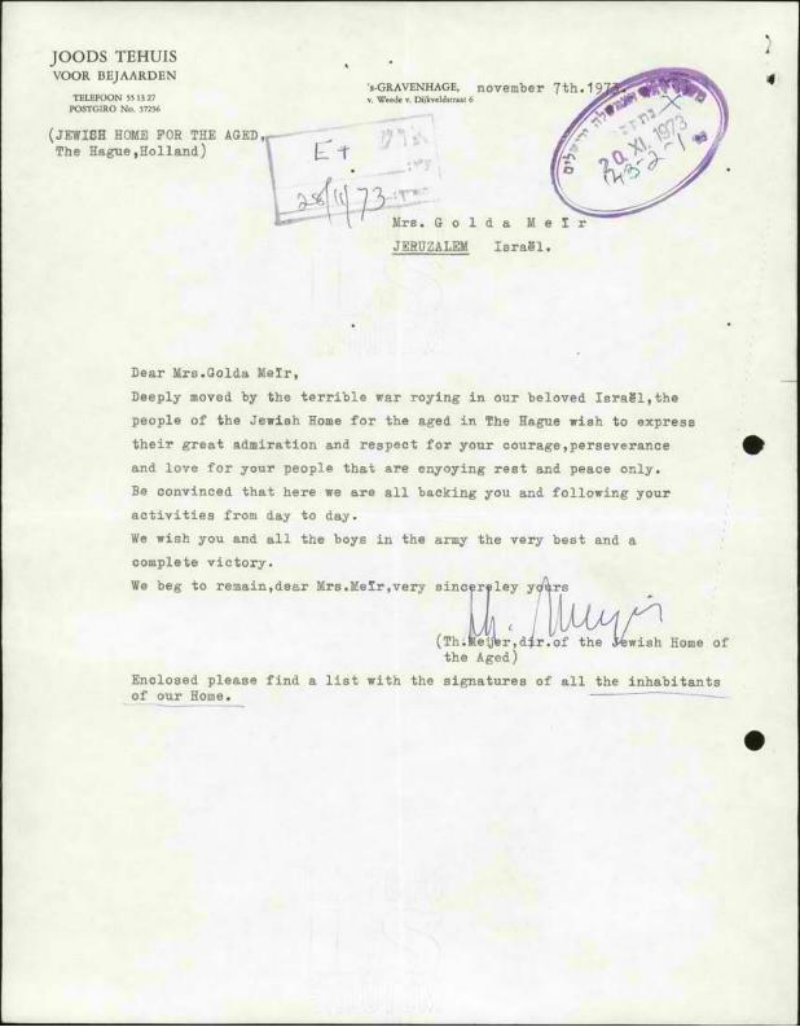 JOODS TEHUIS
VOOR BEJAARDEN
TELEFOON 55 13 27
POSTGIRO No. 37256
(JEWISH HOME FOR THE AGED,
The Hague,Holland)
's-GRAVENHAGE, november 7th.1973.
v. Weede v. Dijkveldstraat 6
20. XI. 1973
43-2-1
E+
28/11/73
Mrs. G o l d a M e ï r
JERUZALEM Israël.
Dear Mrs.Golda Meïr,
Deeply moved by the terrible war roying in our beloved Israël,the
people of the Jewish Home for the aged in The Hague wish to express
their great admiration and respect for your courage,perseverance
and love for your people that are enyoying rest and peace only.
Be convinced that here we are all backing you and following your
activities from day to day.
We wish you and all the boys in the army the very best and a
complete victory.
We beg to remain,dear Mrs.Meïr,very sincereley yours
(Th.Meijer,dir.of the Jewish Home of
the Aged)
Enclosed please find a list with the signatures of all the inhabitants
of our Home.